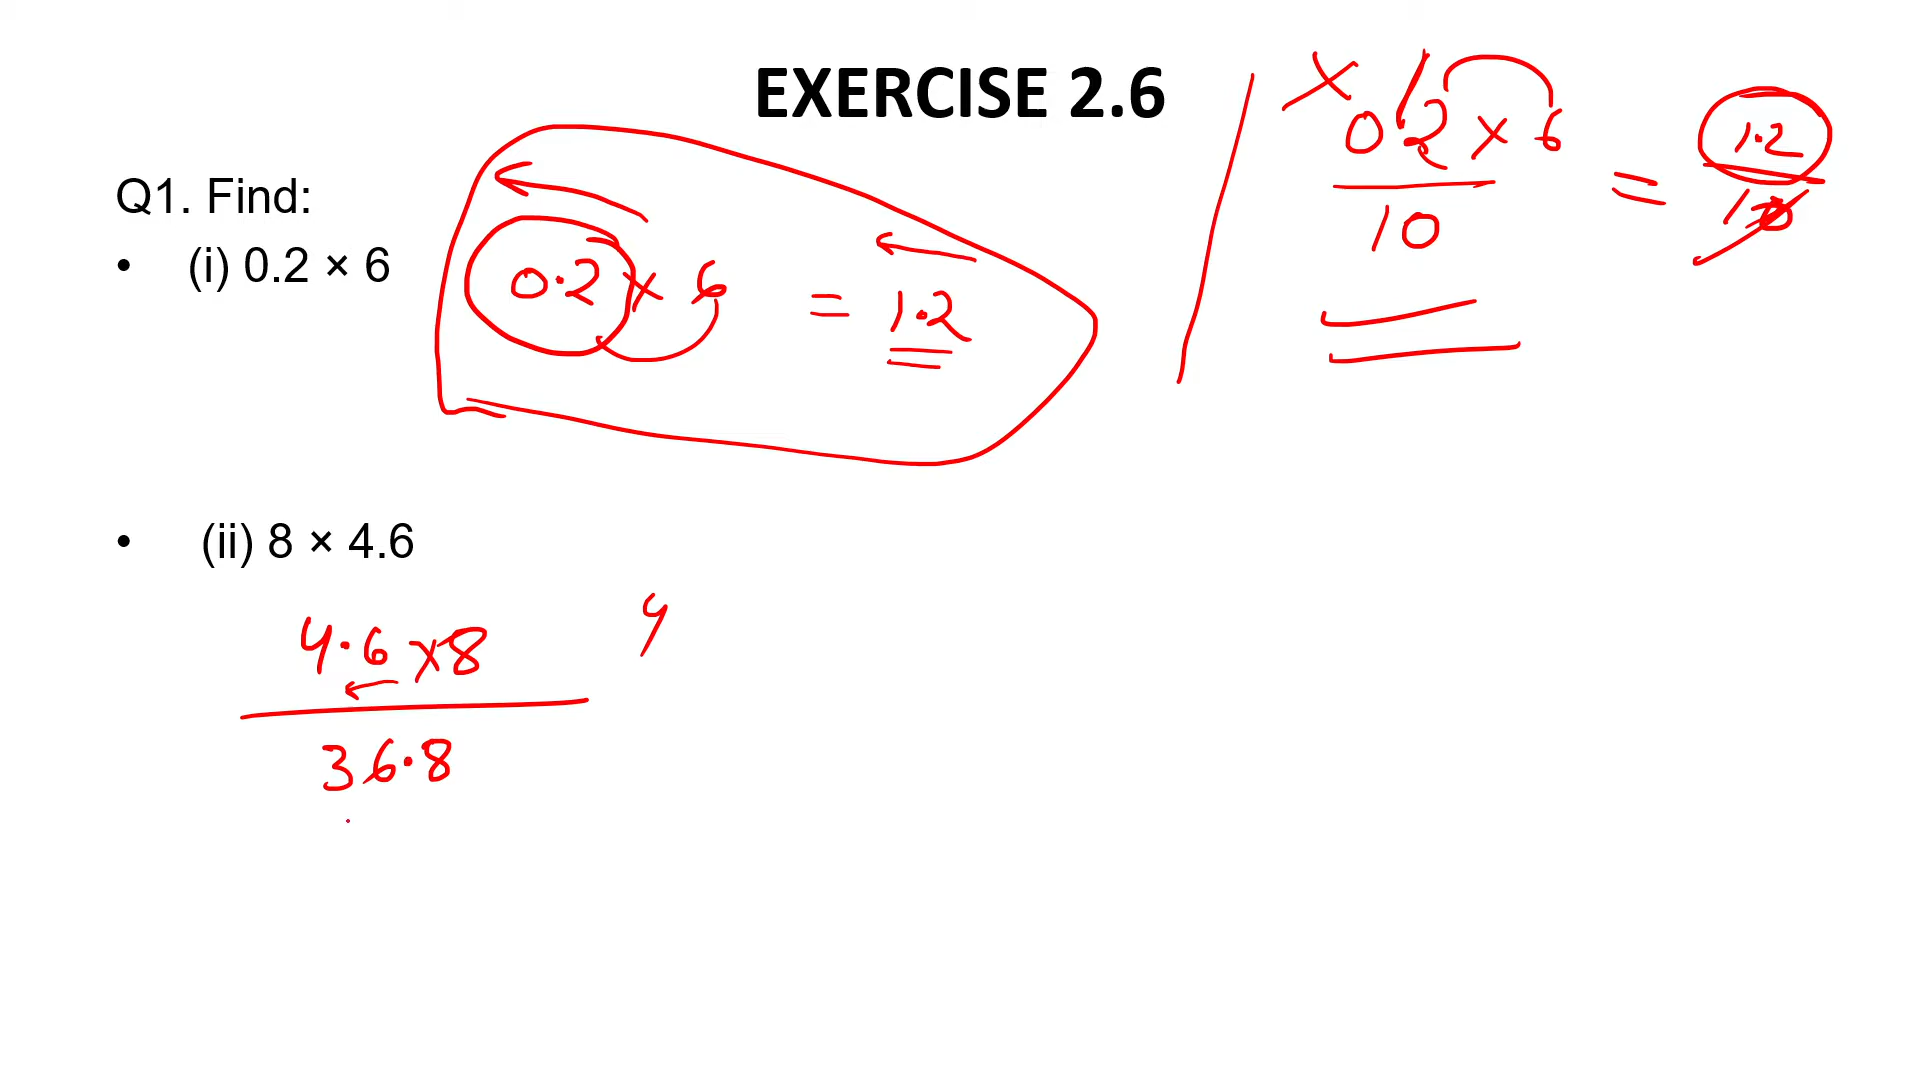 EXERCISE 2.6
Q1. Find:
• (i) 0.2 × 6
0.2 × 6 = 1.2
0.2 × 6
10
=
1.2
10
• (ii) 8 × 4.6
4.6 × 8
36.8
4